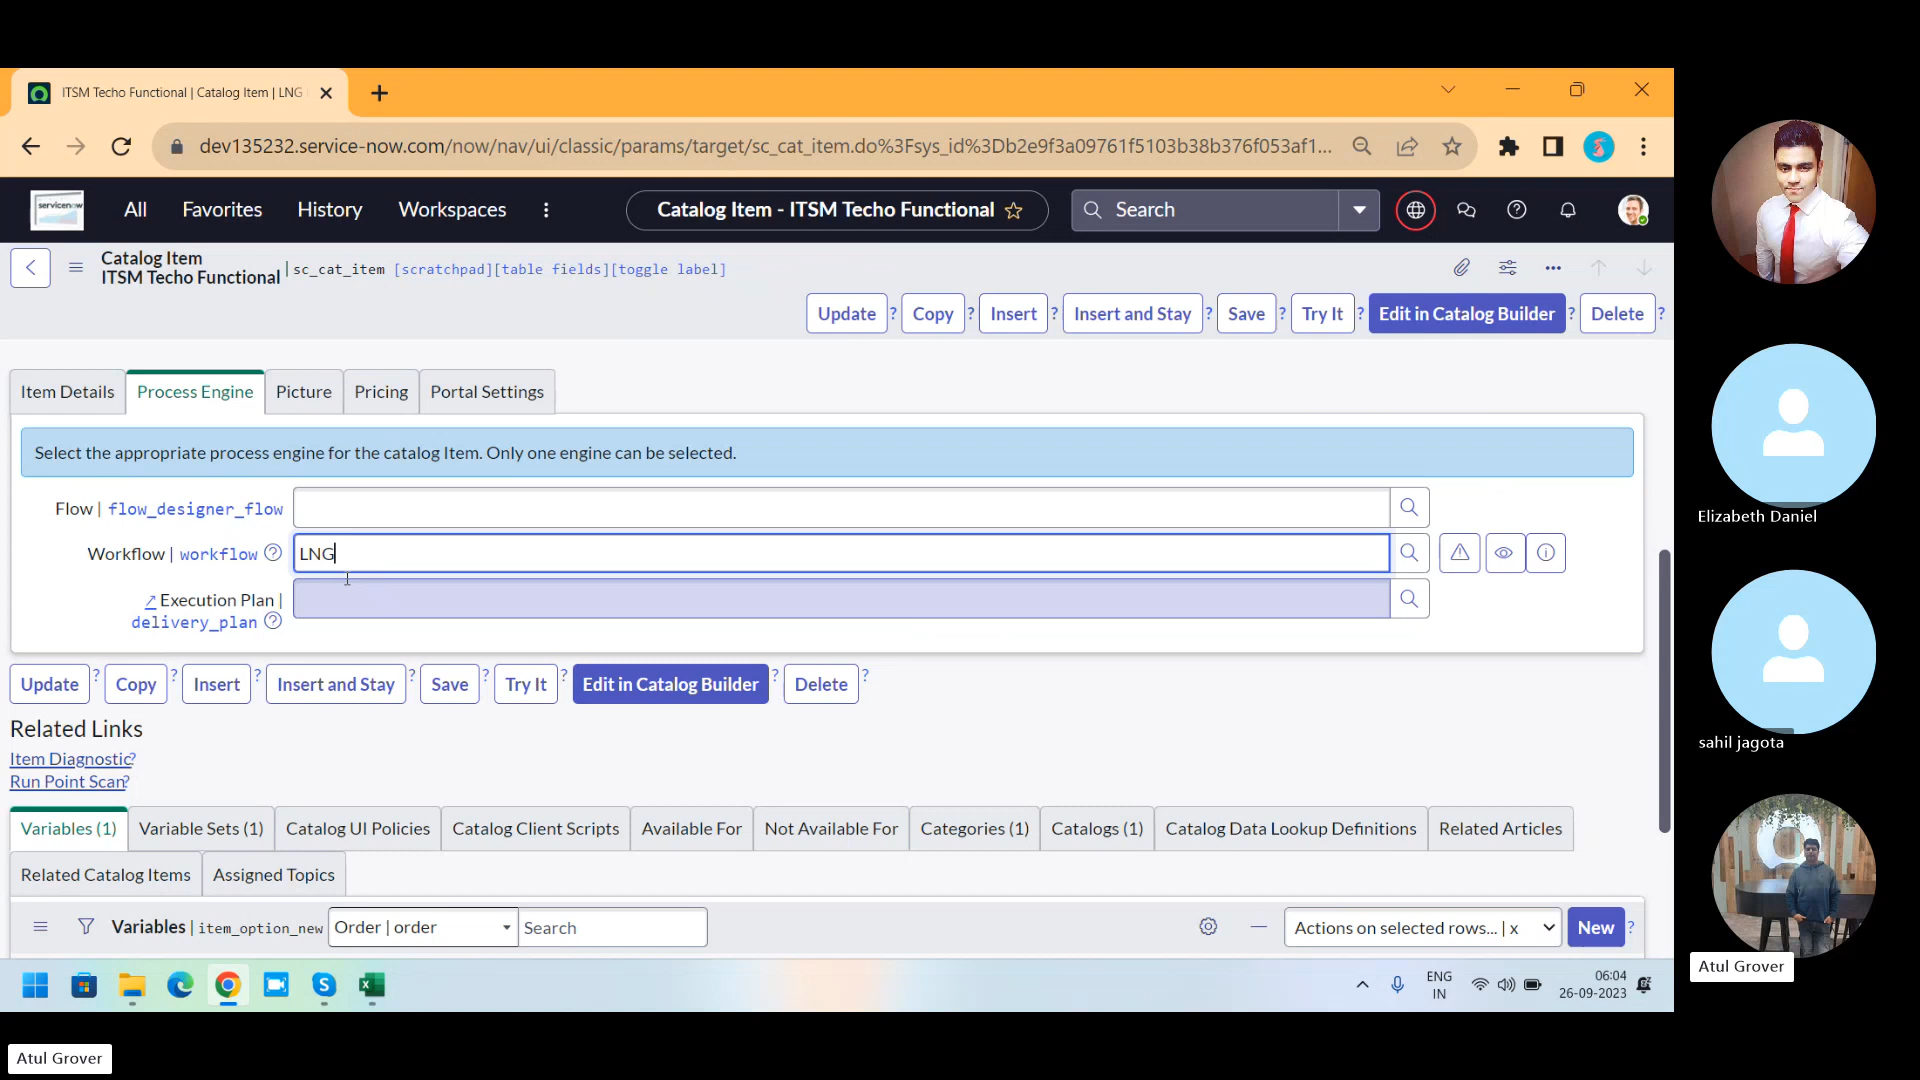 ITSM Techo Functional | Catalog Item | LNG
dev135232.service-now.com/now/nav/ui/classic/params/target/sc_cat_item.do%3Fsys_id%3Db2e9f3a09761f5103b38b376f053af1...
servicenow All Favorites History Workspaces Catalog Item - ITSM Techo Functional Search
Catalog Item
ITSM Techo Functional | sc_cat_item [scratchpad][table fields][toggle label]
Update ? Copy ? Insert ? Insert and Stay ? Save ? Try It ? Edit in Catalog Builder ? Delete ?
Item Details Process Engine Picture Pricing Portal Settings
Select the appropriate process engine for the catalog Item. Only one engine can be selected.
Flow | flow_designer_flow
Workflow | workflow LNG
Execution Plan |
delivery_plan
Update ? Copy ? Insert ? Insert and Stay ? Save ? Try It ? Edit in Catalog Builder ? Delete ?
Related Links
Item Diagnostic?
Run Point Scan?
Variables (1) Variable Sets (1) Catalog UI Policies Catalog Client Scripts Available For Not Available For Categories (1) Catalogs (1) Catalog Data Lookup Definitions Related Articles
Related Catalog Items Assigned Topics
Variables | item_option_new Order | order Search Actions on selected rows... | x New ?
ENG
IN
06:04
26-09-2023
Elizabeth Daniel
sahil jagota
Atul Grover
Atul Grover